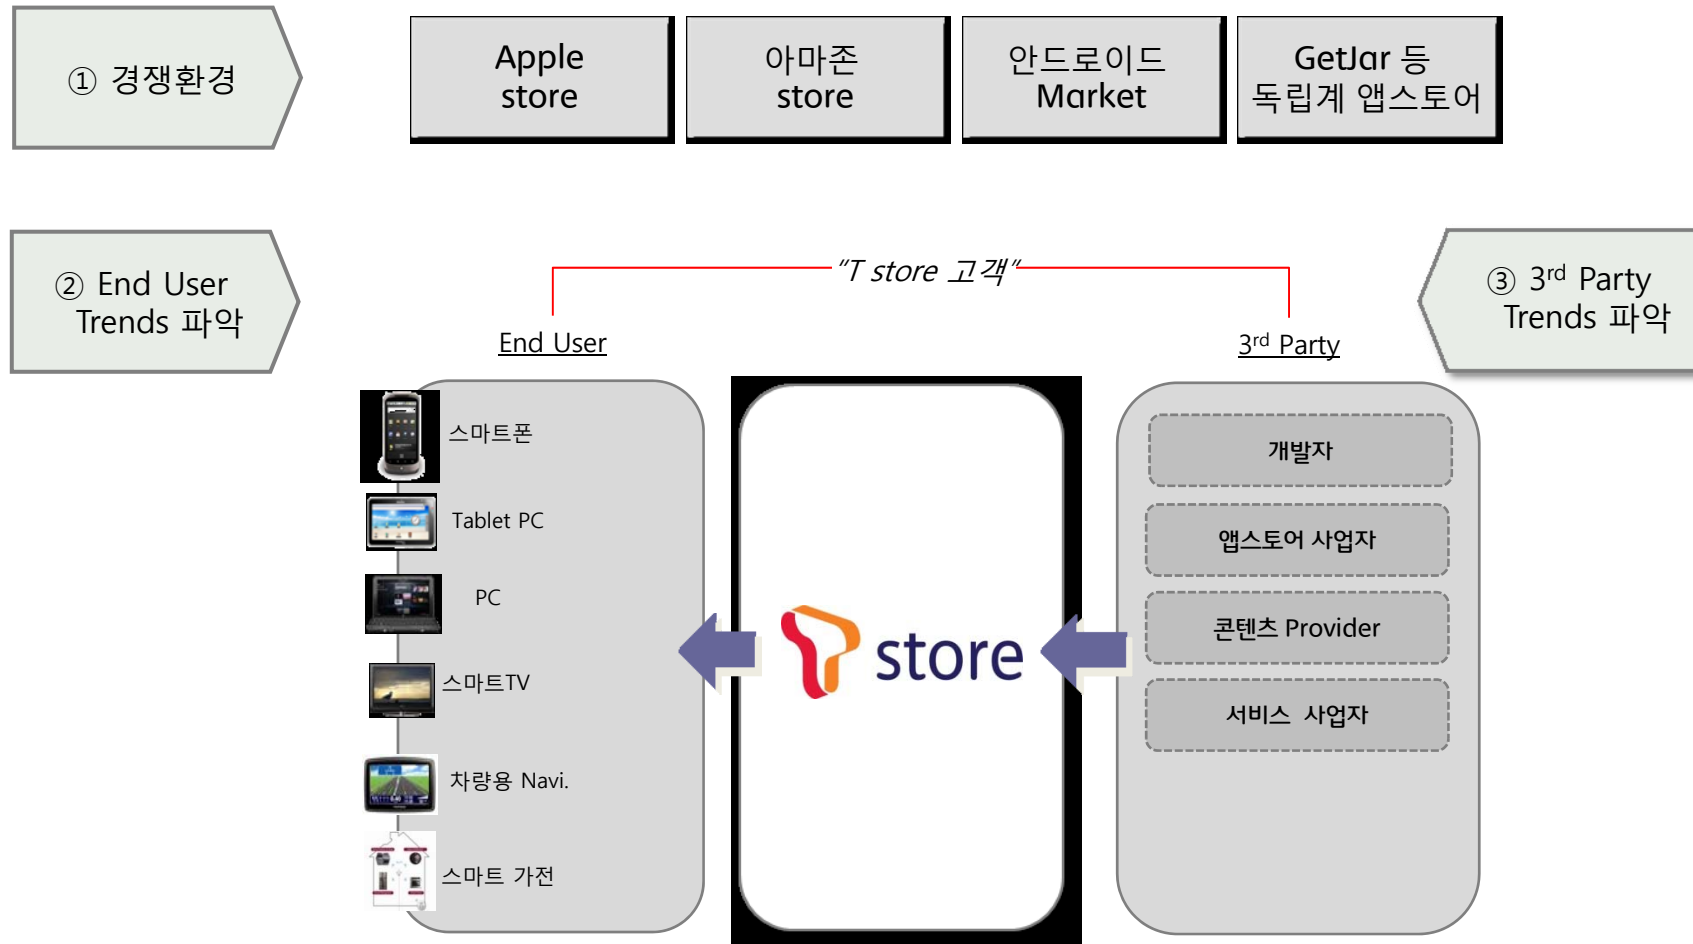 ① 경쟁환경
Apple
store
아마존
store
안드로이드
Market
GetJar 등
독립계 앱스토어
② End User
Trends 파악
"T store 고객"
③ 3rd Party
Trends 파악
End User
3rd Party
스마트폰
Tablet PC
PC
스마트TV
차량용 Navi.
스마트 가전
T store
개발자
앱스토어 사업자
콘텐츠 Provider
서비스 사업자